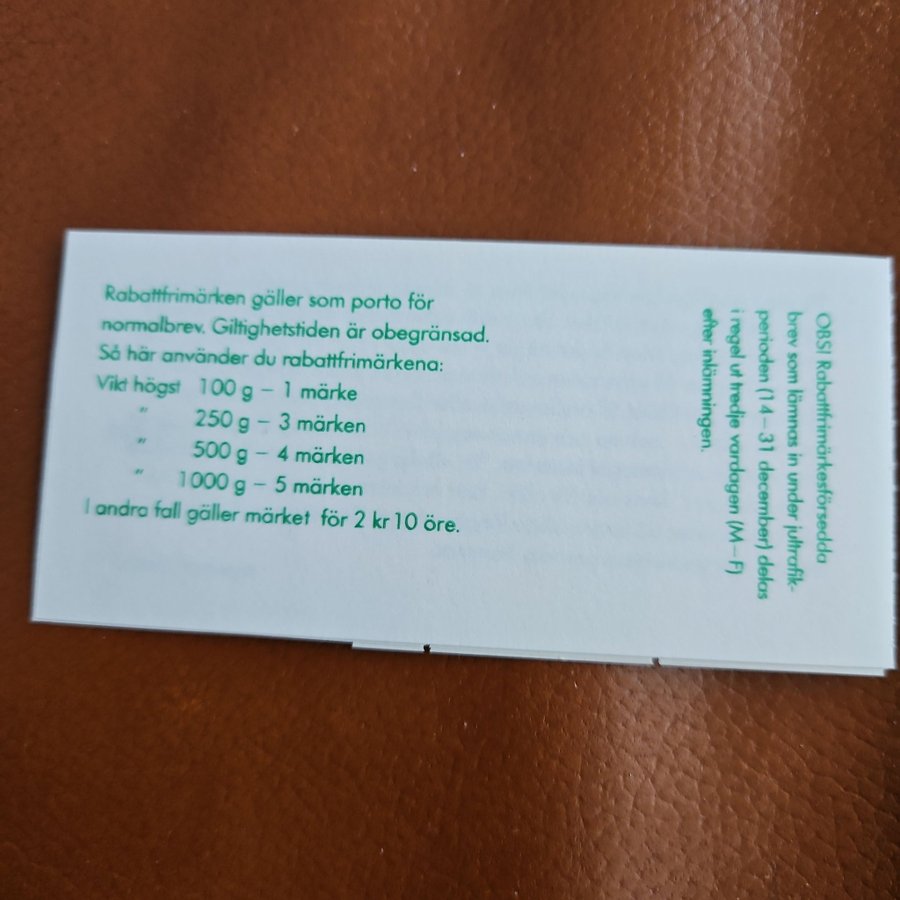 Rabattfrimärken gäller som porto för
normalbrev. Giltighetstiden är obegränsad.
Så här använder du rabattfrimärkena:
Vikt högst 100 g – 1 märke
" 250 g – 3 märken
" 500 g – 4 märken
" 1000 g – 5 märken
I andra fall gäller märket för 2 kr 10 öre.
OBS! Rabattfrimärkesförsedda
brev som lämnas in under jultrafik-
perioden (14–31 december) delas
i regel ut tredje vardagen (M–F)
efter inlämningen.